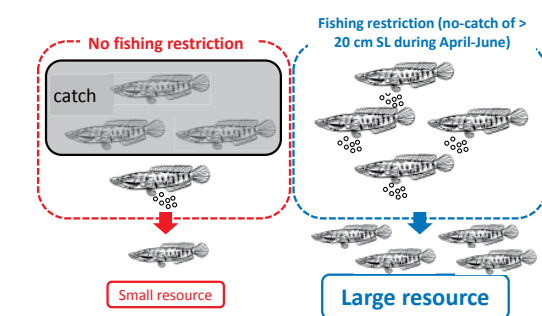 No fishing restriction
catch
Small resource
Fishing restriction (no-catch of >
20 cm SL during April-June)
Large resource